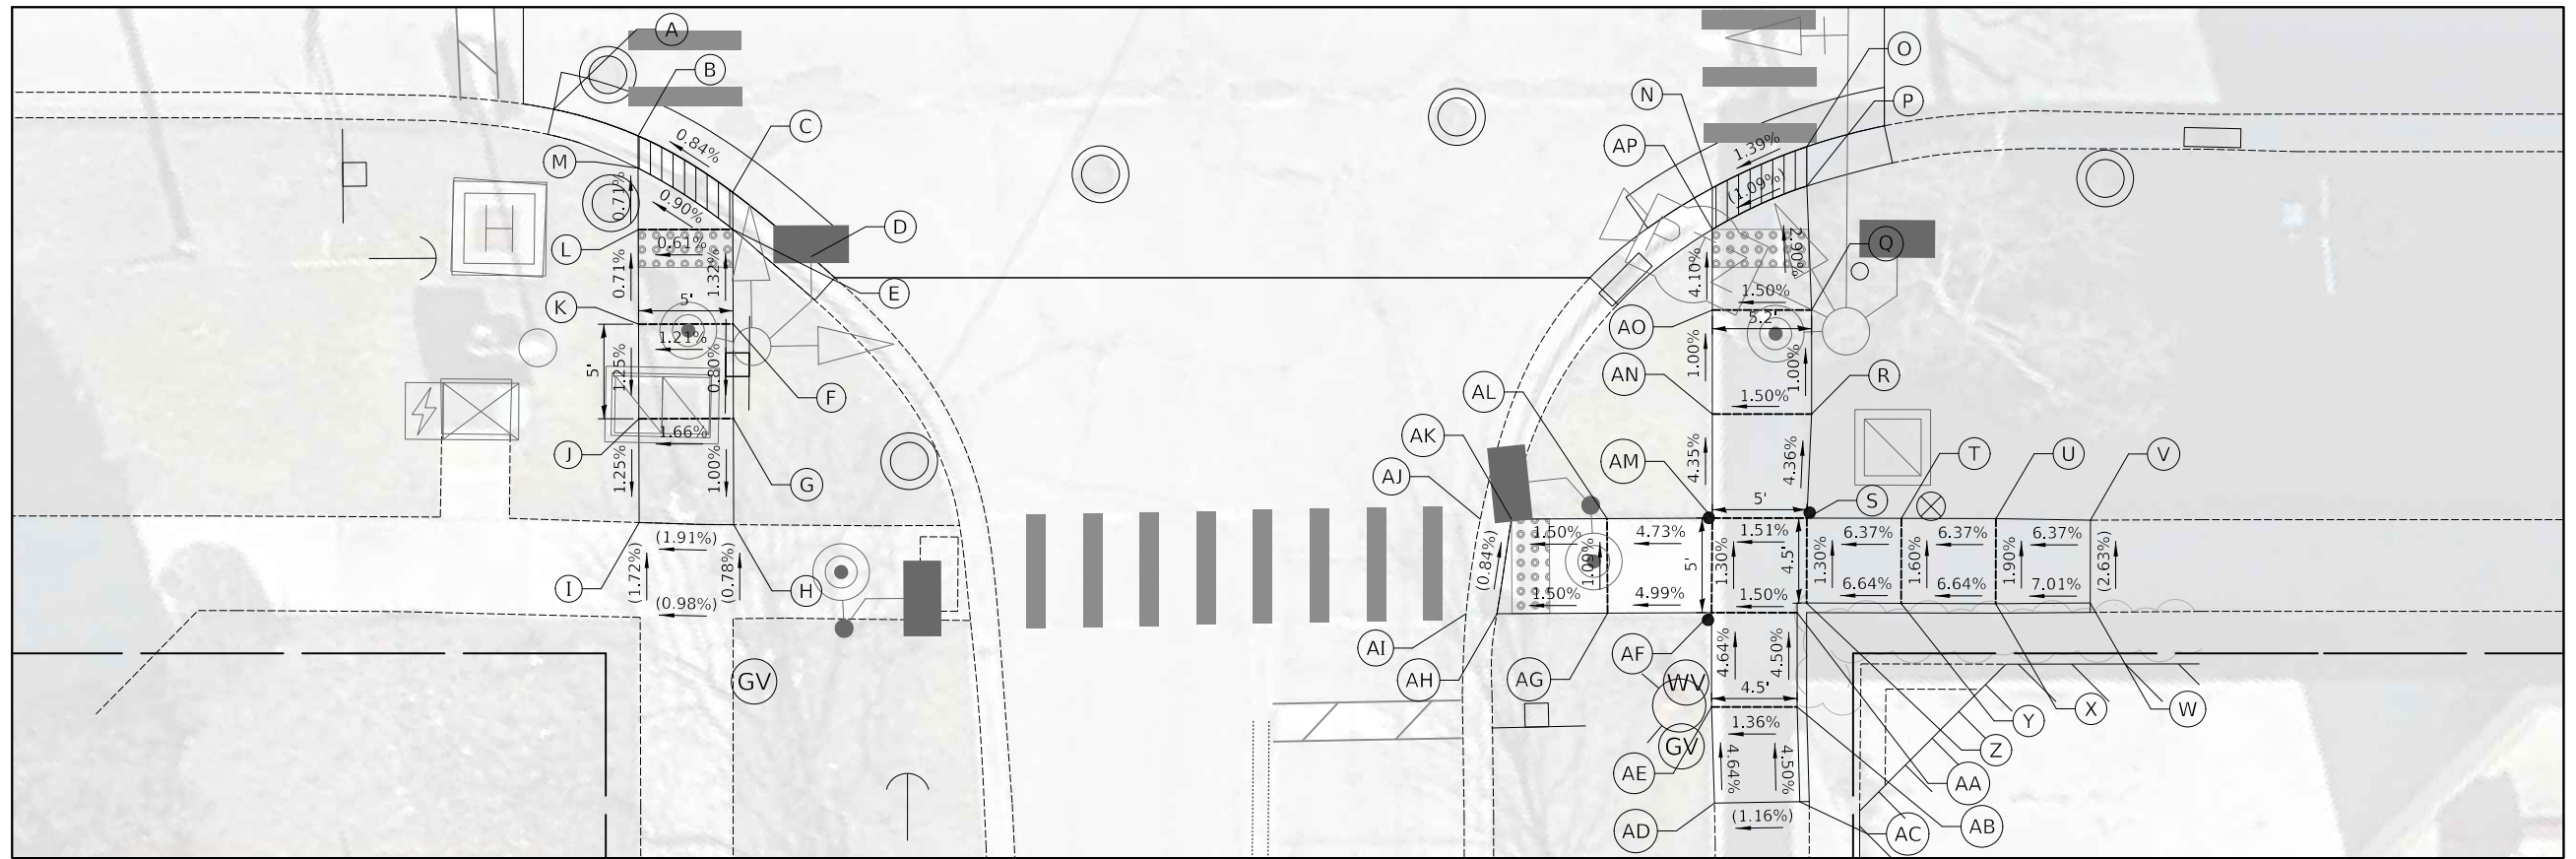 A
B
C
0.84%
M
0.71%
0.90%
L
0.61%
D
E
0.71%
1.32%
K
5'
1.21%
5'
1.25%
0.80%
F
J
1.66%
1.25%
1.00%
G
I
(1.91%)
(1.72%)
(0.78%)
(0.98%)
H
H
GV
N
O
P
AP
1.39%
(1.09%)
4.10%
2.90%
Q
1.50%
AO
5.2'
AN
1.00%
1.00%
R
1.50%
AL
AK
AJ
AM
4.35%
4.36%
5'
S
T
U
V
(0.84%)
1.50%
1.00%
4.73%
5'
1.30%
1.51%
4.5'
1.30%
6.37%
1.60%
6.37%
1.90%
6.37%
(2.63%)
1.50%
4.99%
1.50%
6.64%
6.64%
7.01%
AI
AH
AG
AF
WV
4.64%
4.50%
4.5'
1.36%
GV
AE
4.64%
4.50%
AD
(1.16%)
W
X
Y
Z
AA
AB
AC